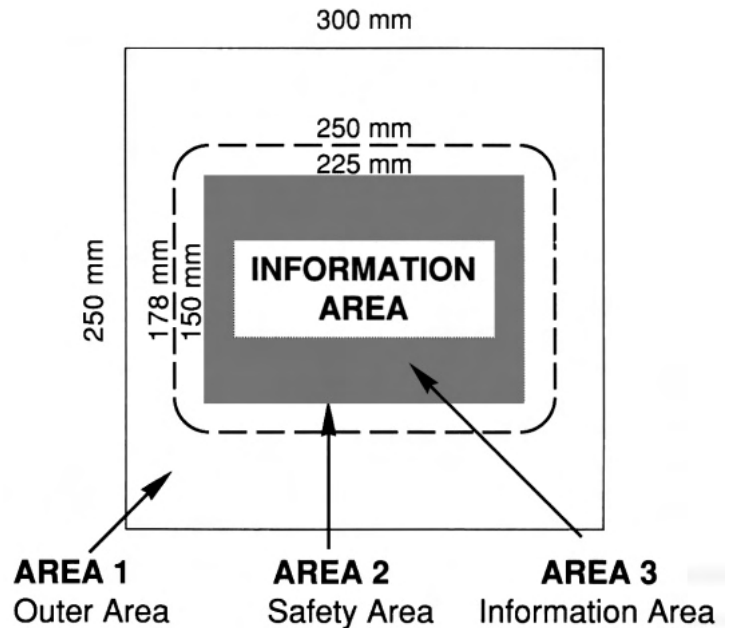 300 mm
250 mm
225 mm
250 mm
178 mm
150 mm
INFORMATION
AREA
AREA 1
Outer Area
AREA 2
Safety Area
AREA 3
Information Area